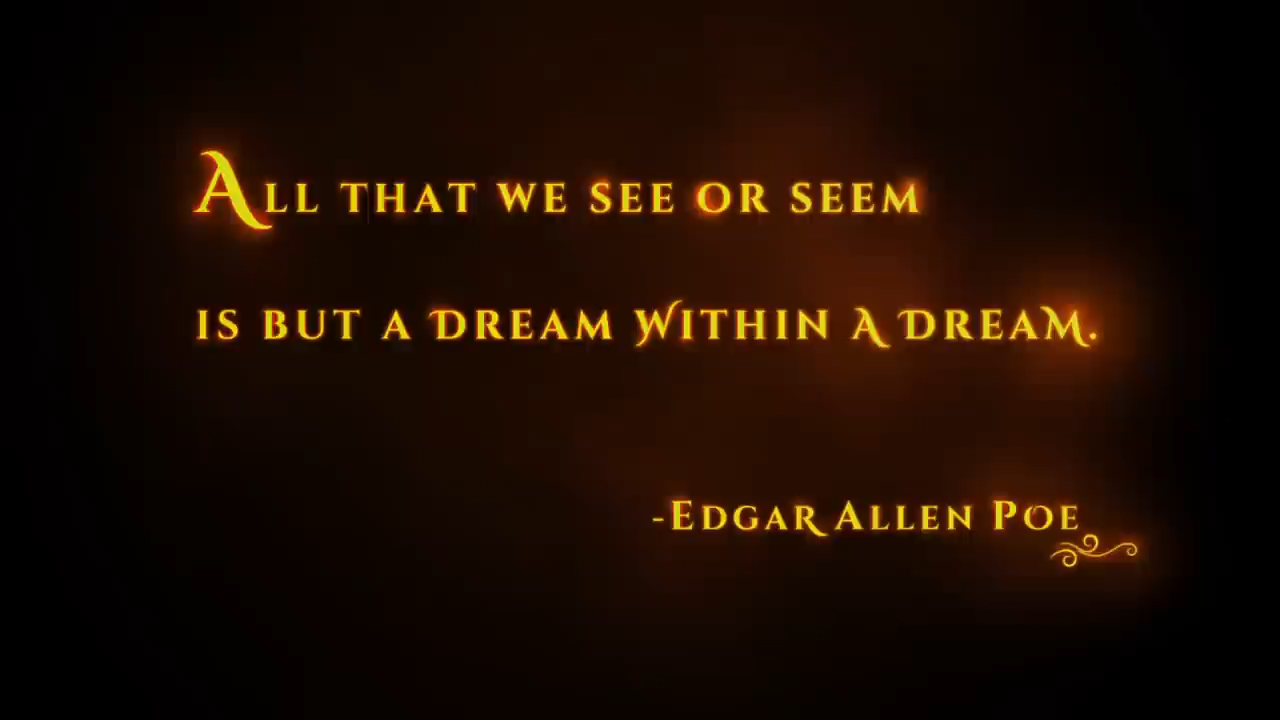 All that we see or seem
is but a Dream Within A Dream.
-Edgar Allen Poe